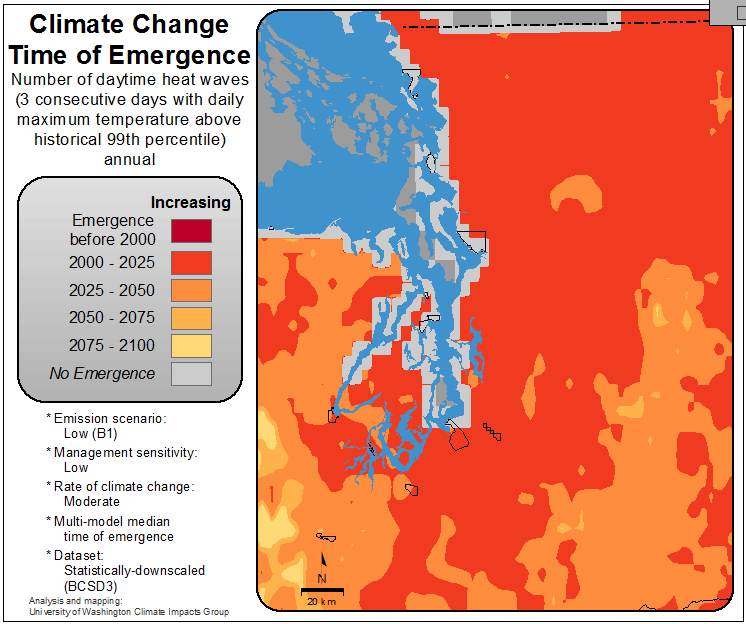 Climate Change
Time of Emergence
Number of daytime heat waves
(3 consecutive days with daily
maximum temperature above
historical 99th percentile)
annual
Increasing
Emergence
before 2000
2000 - 2025
2025 - 2050
2050 - 2075
2075 - 2100
No Emergence
* Emission scenario:
Low (B1)
* Management sensitivity:
Low
* Rate of climate change:
Moderate
* Multi-model median
time of emergence
* Dataset:
Statistically-downscaled
(BCSD3)
Analysis and mapping:
University of Washington Climate Impacts Group
N
20 km